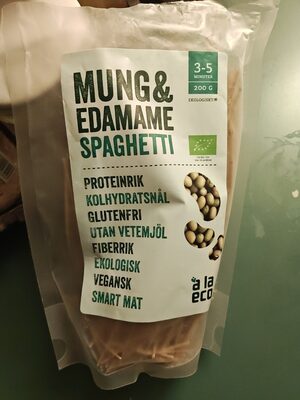 MUNG&
EDAMAME
SPAGHETTI
3-5
MINUTER
200 G
EKOLOGISKT
PROTEINRIK
KOLHYDRATSNÅL
GLUTENFRI
UTAN VETEMJÖL
FIBERRIK
EKOLOGISK
VEGANSK
SMART MAT
à la
eco